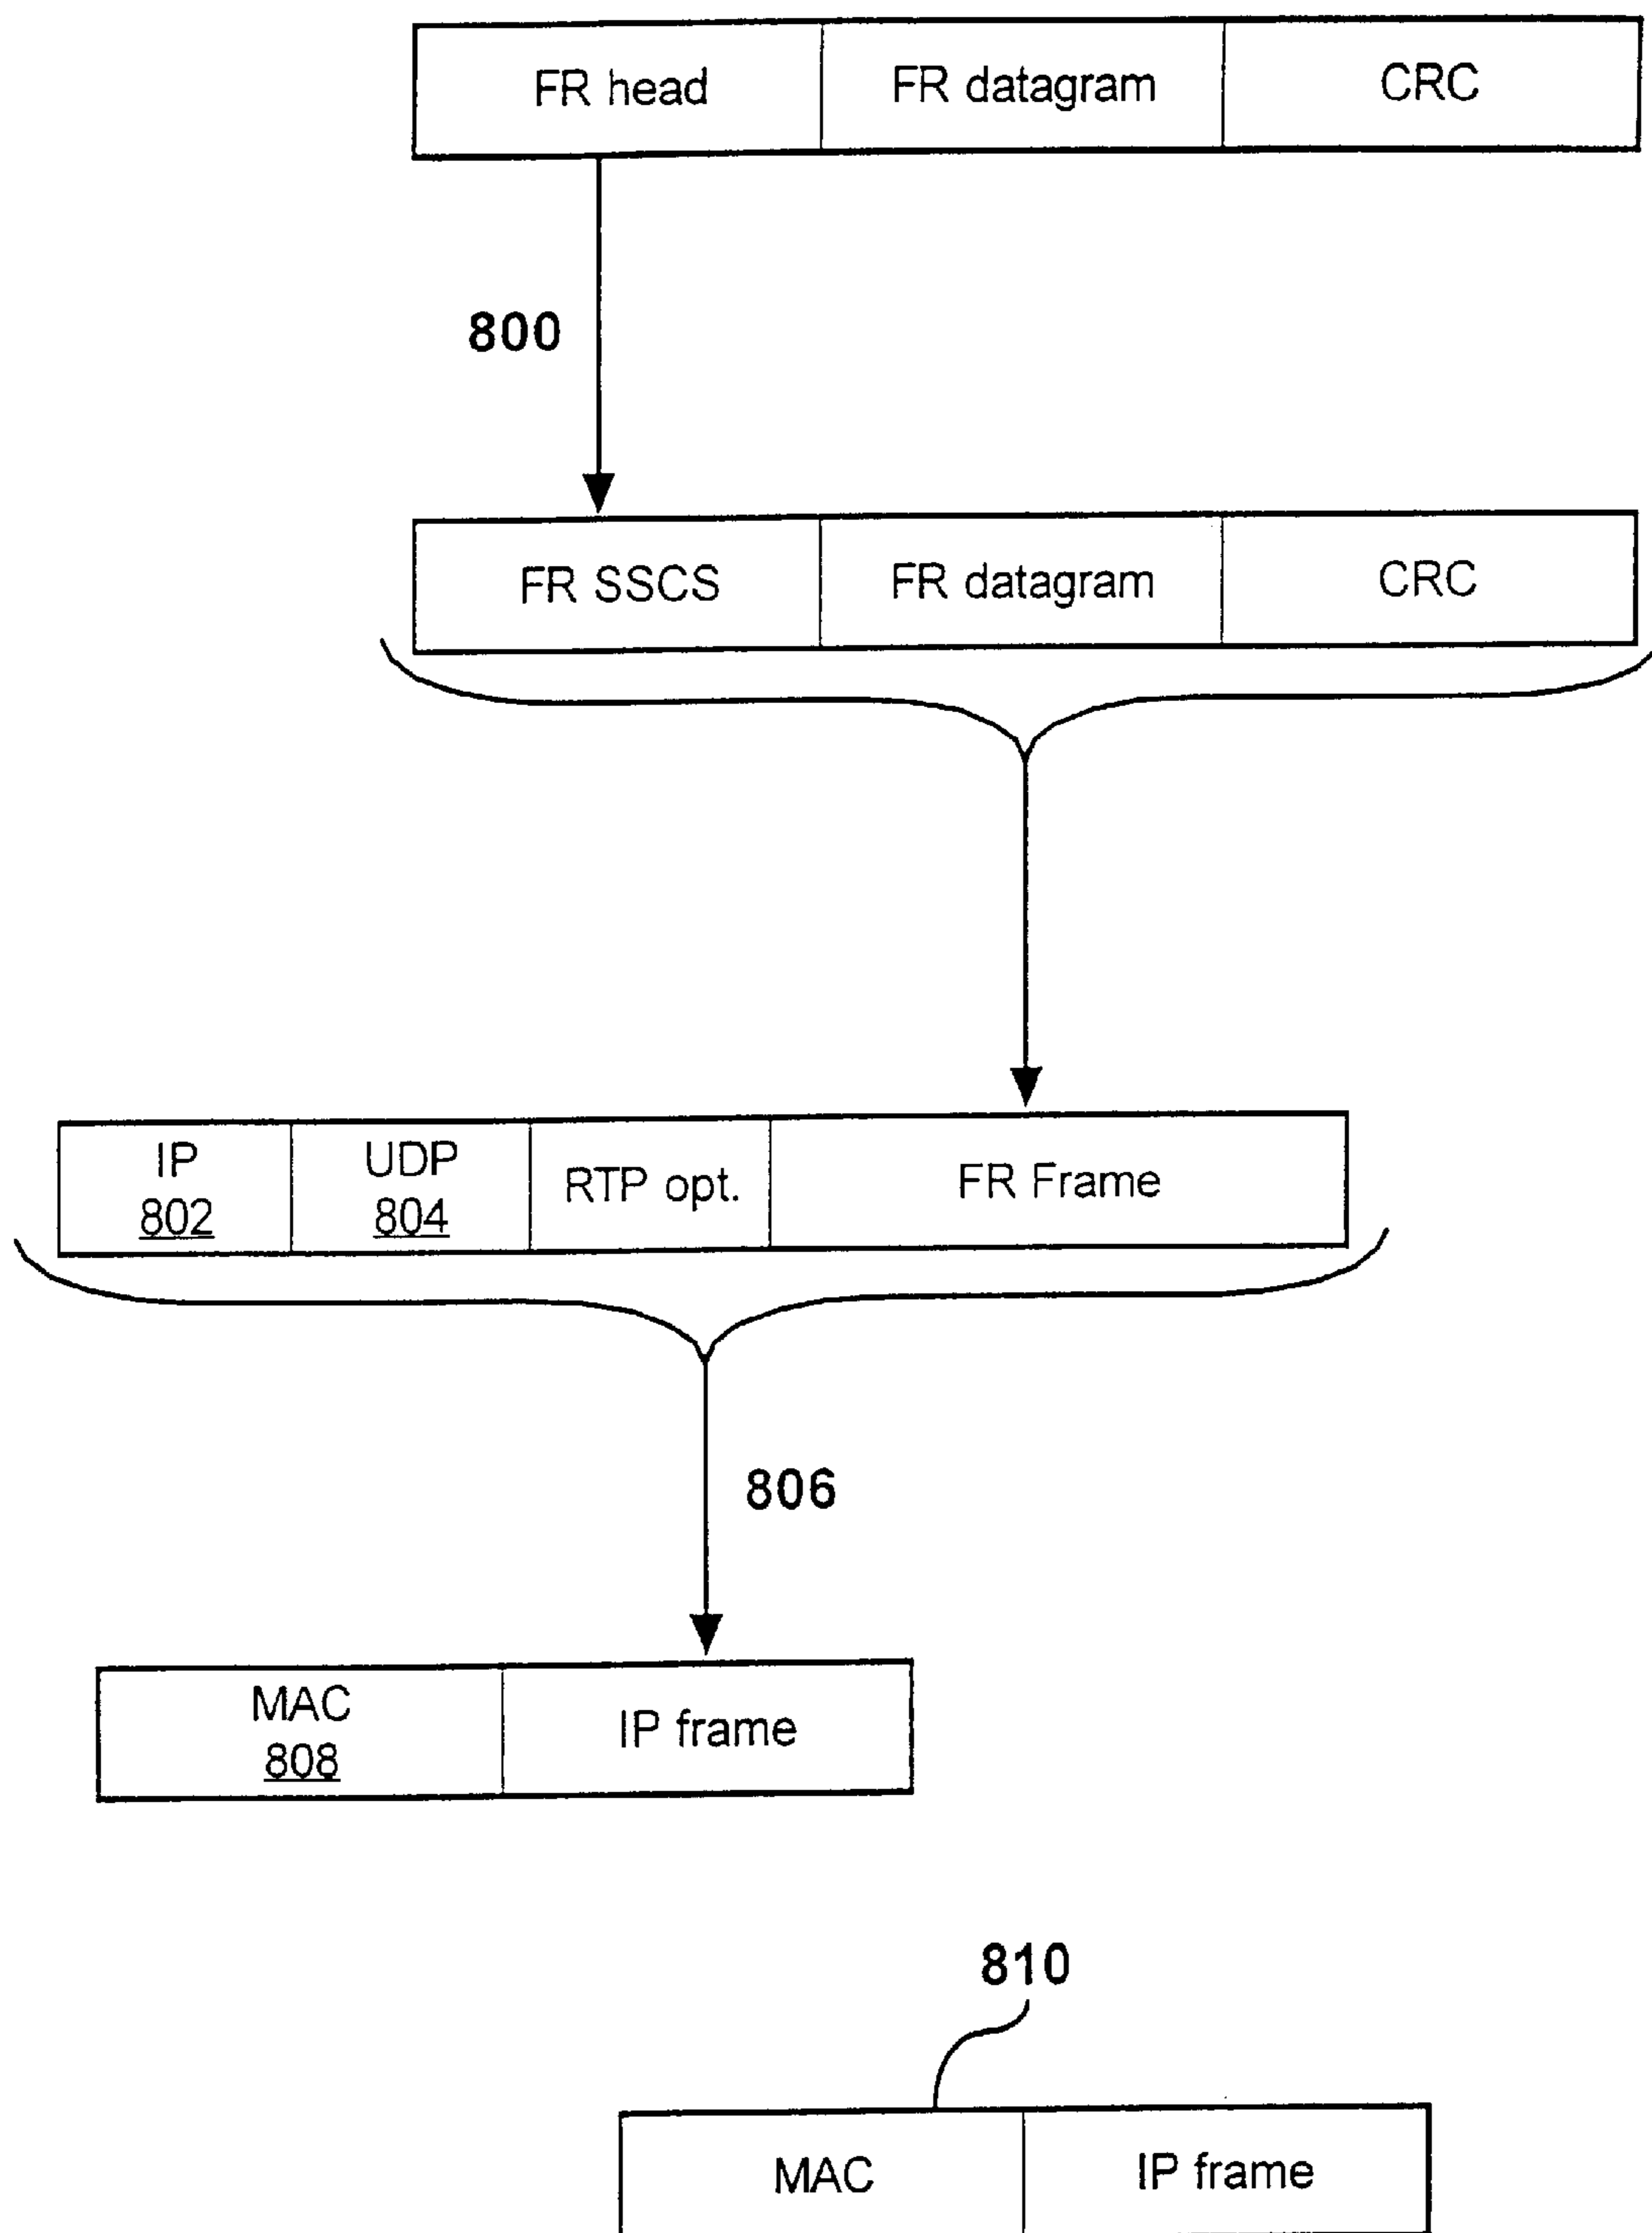 FR head FR datagram CRC
800
FR SSCS FR datagram CRC
IP UDP RTP opt. FR Frame
802 804
806
MAC IP frame
808
810
MAC IP frame